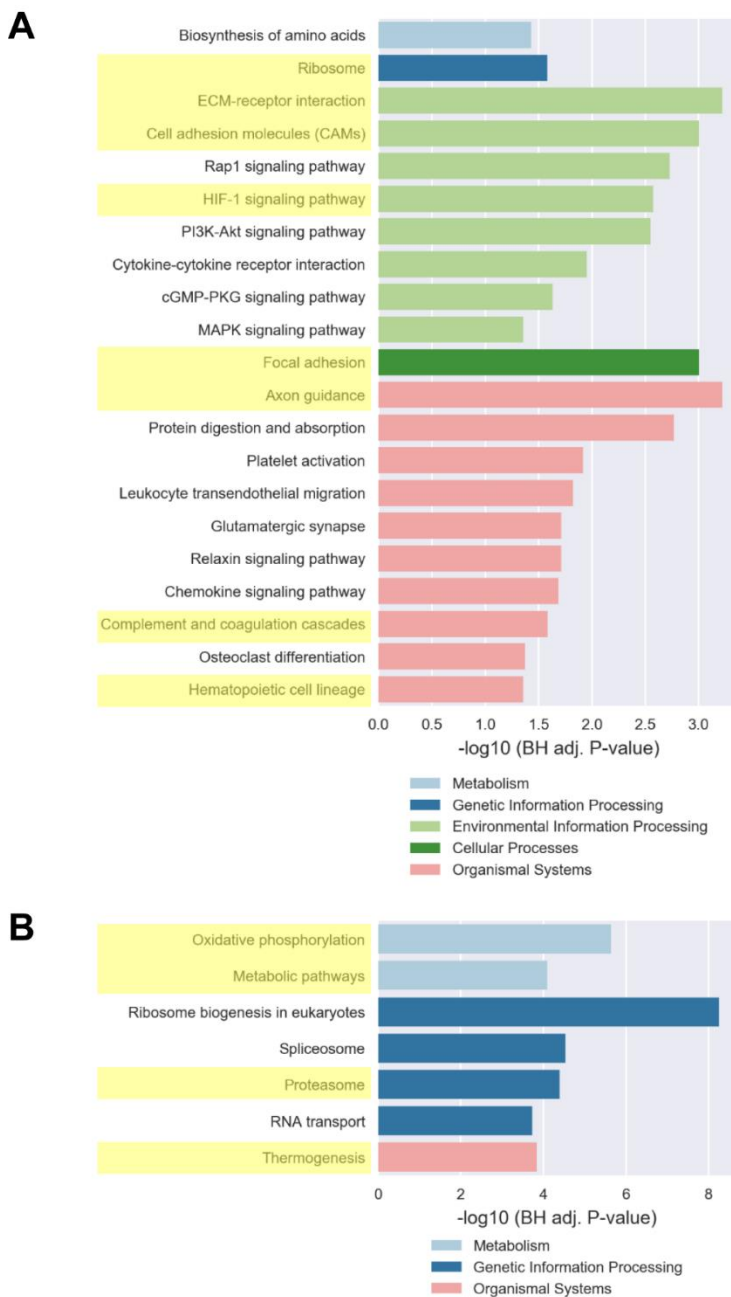 A
Biosynthesis of amino acids
Ribosome
ECM-receptor interaction
Cell adhesion molecules (CAMs)
Rap1 signaling pathway
HIF-1 signaling pathway
PI3K-Akt signaling pathway
Cytokine-cytokine receptor interaction
cGMP-PKG signaling pathway
MAPK signaling pathway
Focal adhesion
Axon guidance
Protein digestion and absorption
Platelet activation
Leukocyte transendothelial migration
Glutamatergic synapse
Relaxin signaling pathway
Chemokine signaling pathway
Complement and coagulation cascades
Osteoclast differentiation
Hematopoietic cell lineage
0.0 0.5 1.0 1.5 2.0 2.5 3.0
-log10 (BH adj. P-value)
Metabolism
Genetic Information Processing
Environmental Information Processing
Cellular Processes
Organismal Systems
B
Oxidative phosphorylation
Metabolic pathways
Ribosome biogenesis in eukaryotes
Spliceosome
Proteasome
RNA transport
Thermogenesis
0 2 4 6 8
-log10 (BH adj. P-value)
Metabolism
Genetic Information Processing
Organismal Systems